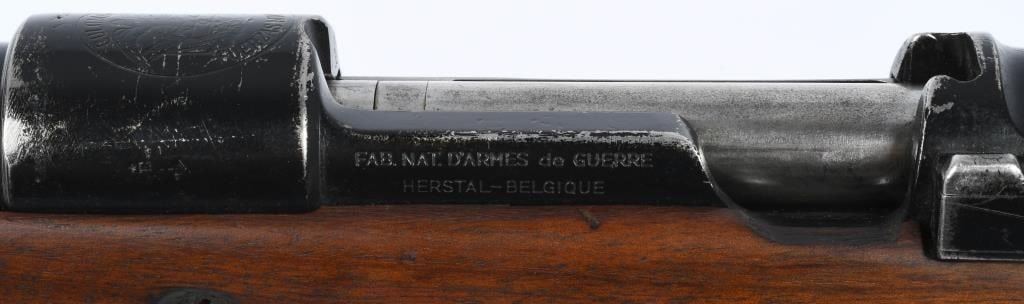 FAB. NAT. D'ARMES de GUERRE
HERSTAL-BELGIQUE